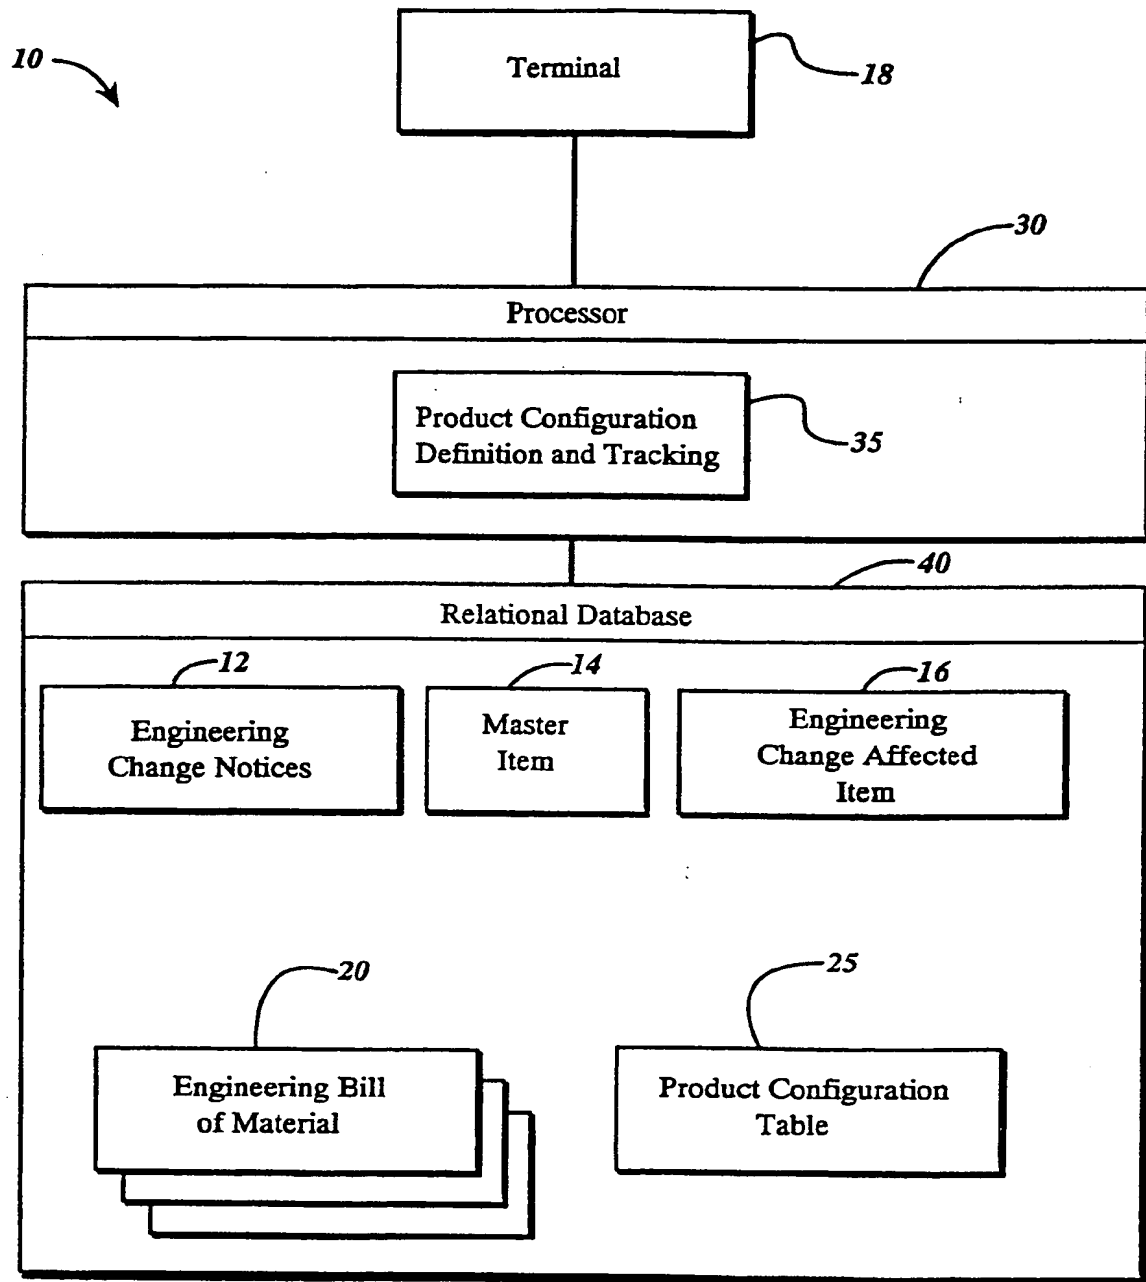 10
Terminal
18
30
Processor
Product Configuration
Definition and Tracking
35
40
Relational Database
12
14
16
Engineering
Change Notices
Master
Item
Engineering
Change Affected
Item
20
25
Engineering Bill
of Material
Product Configuration
Table